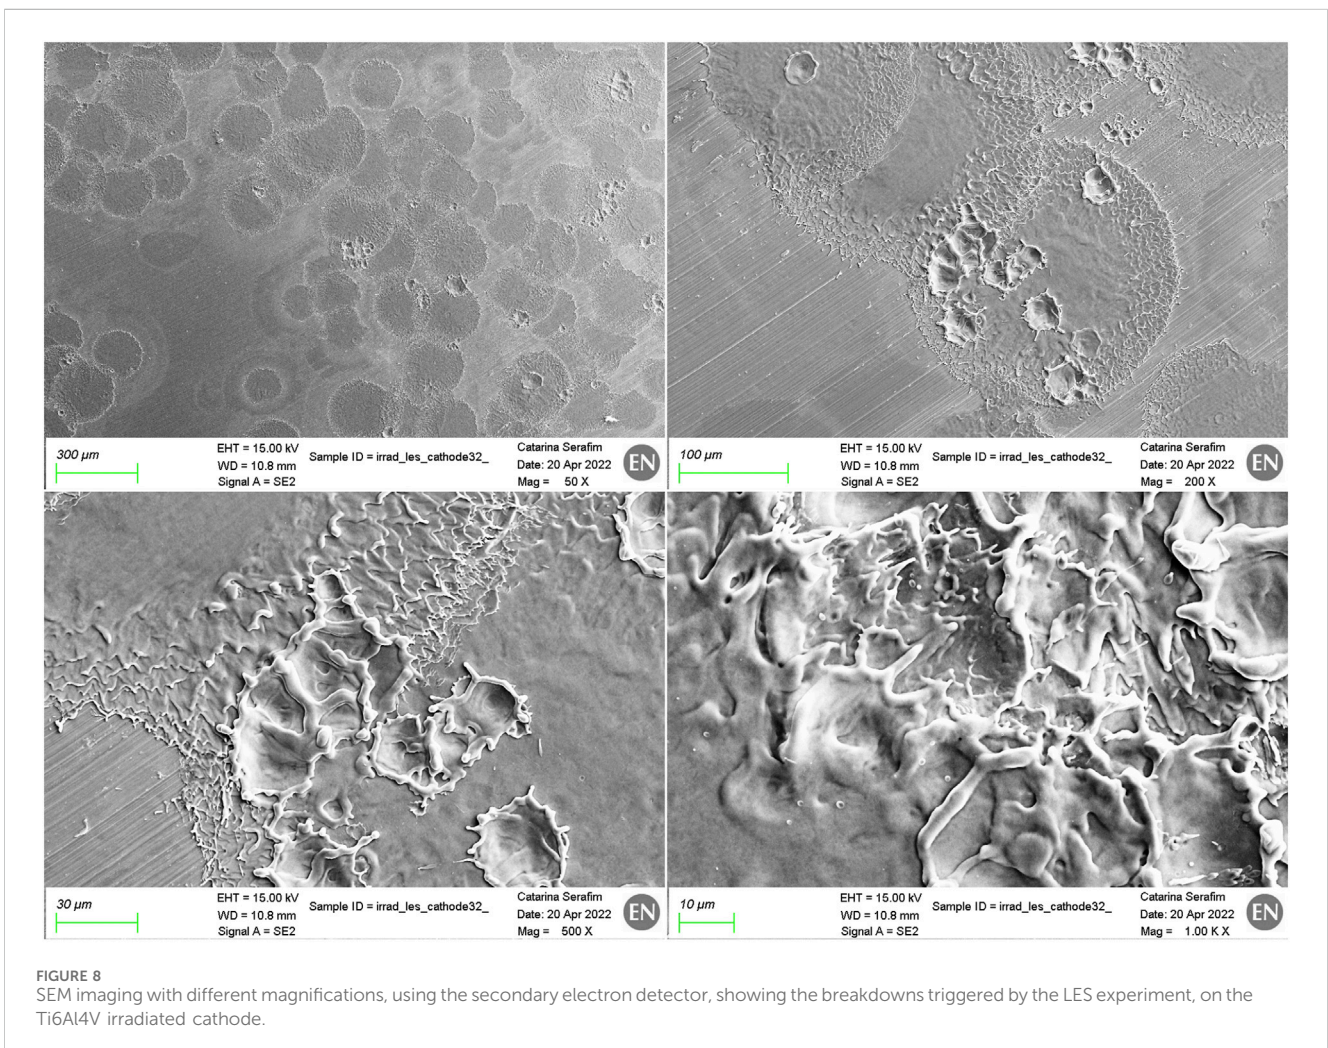 300 µm
EHT = 15.00 kV
WD = 10.8 mm
Signal A = SE2
Sample ID = irrad_les_cathode32_
Catarina Serafim
Date: 20 Apr 2022
Mag = 50 X
EN
100 µm
EHT = 15.00 kV
WD = 10.8 mm
Signal A = SE2
Sample ID = irrad_les_cathode32_
Catarina Serafim
Date: 20 Apr 2022
Mag = 200 X
EN
30 µm
EHT = 15.00 kV
WD = 10.8 mm
Signal A = SE2
Sample ID = irrad_les_cathode32_
Catarina Serafim
Date: 20 Apr 2022
Mag = 500 X
EN
10 µm
EHT = 15.00 kV
WD = 10.8 mm
Signal A = SE2
Sample ID = irrad_les_cathode32_
Catarina Serafim
Date: 20 Apr 2022
Mag = 1.00 K X
EN
FIGURE 8
SEM imaging with different magnifications, using the secondary electron detector, showing the breakdowns triggered by the LES experiment, on the
Ti6Al4V irradiated cathode.